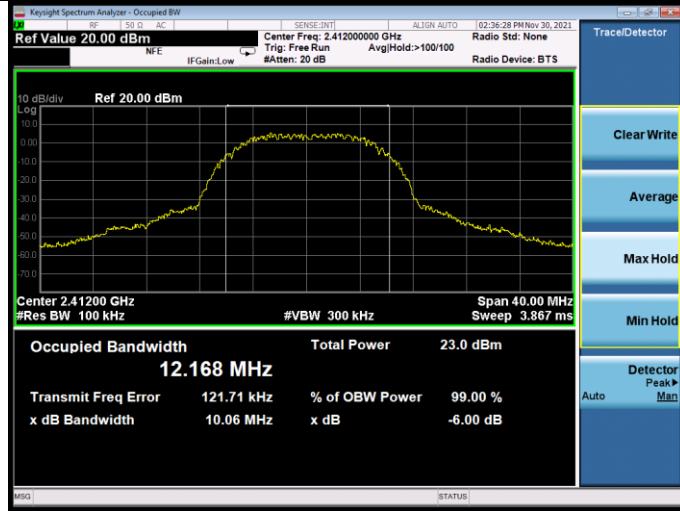 Keysight Spectrum Analyzer - Occupied BW
LXI RF 50 Ω AC SENSE:INT ALIGN AUTO 02:36:28 PM Nov 30, 2021
Ref Value 20.00 dBm
NFE
IFGain:Low
Center Freq: 2.412000000 GHz
Trig: Free Run Avg|Hold:>100/100
#Atten: 20 dB
Radio Std: None
Radio Device: BTS
Trace/Detector
10 dB/div Ref 20.00 dBm
Log
10.0
0.00
-10.0
-20.0
-30.0
-40.0
-50.0
-60.0
-70.0
Center 2.41200 GHz Span 40.00 MHz
#Res BW 100 kHz #VBW 300 kHz Sweep 3.867 ms
Occupied Bandwidth Total Power 23.0 dBm
12.168 MHz
Transmit Freq Error 121.71 kHz % of OBW Power 99.00 %
x dB Bandwidth 10.06 MHz x dB -6.00 dB
Clear Write
Average
Max Hold
Min Hold
Detector
Peak▶
Auto Man
MSG STATUS